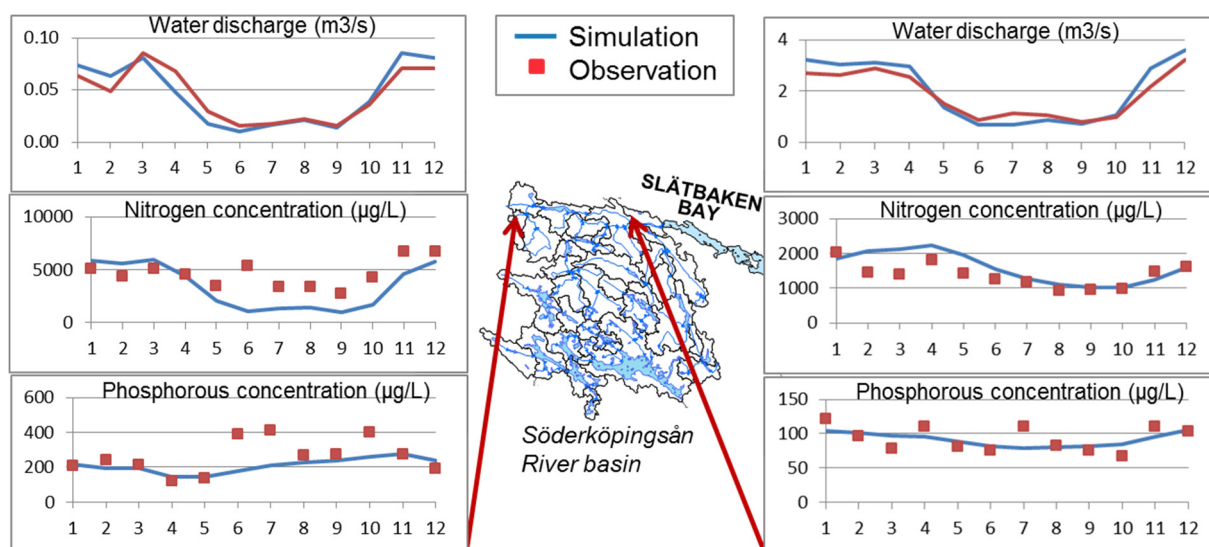 Water discharge (m3/s)
0.10
0.05
0.00
1 2 3 4 5 6 7 8 9 10 11 12
Nitrogen concentration (µg/L)
10000
5000
0
1 2 3 4 5 6 7 8 9 10 11 12
Phosphorous concentration (µg/L)
600
400
200
0
1 2 3 4 5 6 7 8 9 10 11 12
Simulation
Observation
SLÄTBAKEN
BAY
Söderköpingsån
River basin
Water discharge (m3/s)
4
2
0
1 2 3 4 5 6 7 8 9 10 11 12
Nitrogen concentration (µg/L)
3000
2000
1000
0
1 2 3 4 5 6 7 8 9 10 11 12
Phosphorous concentration (µg/L)
150
100
50
0
1 2 3 4 5 6 7 8 9 10 11 12